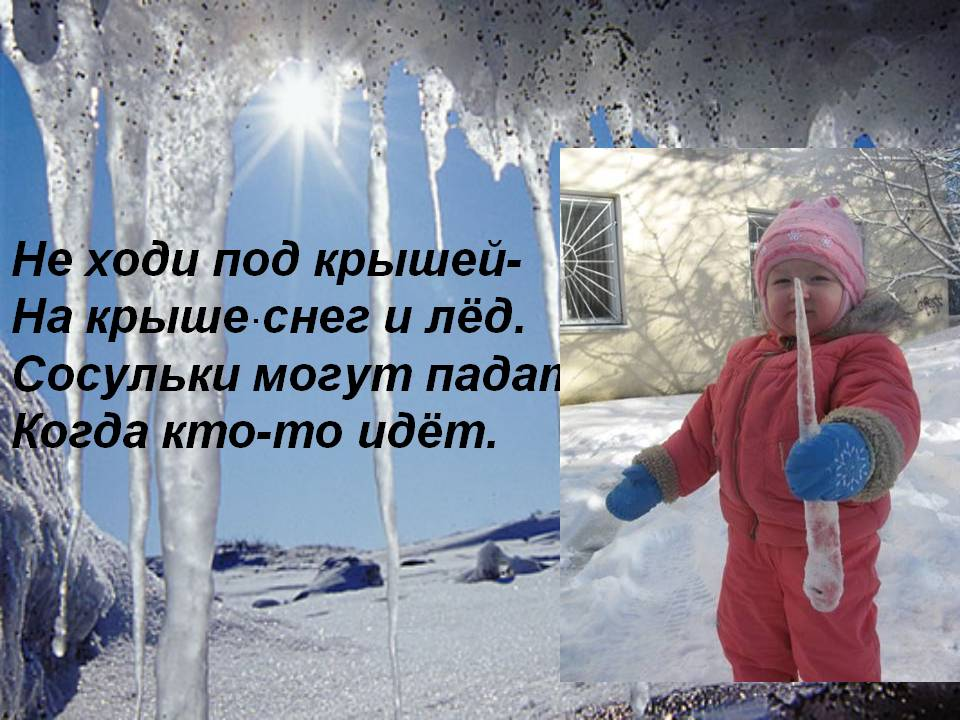 Не ходи под крышей-
На крыше снег и лёд.
Сосульки могут падат
Когда кто-то идёт.